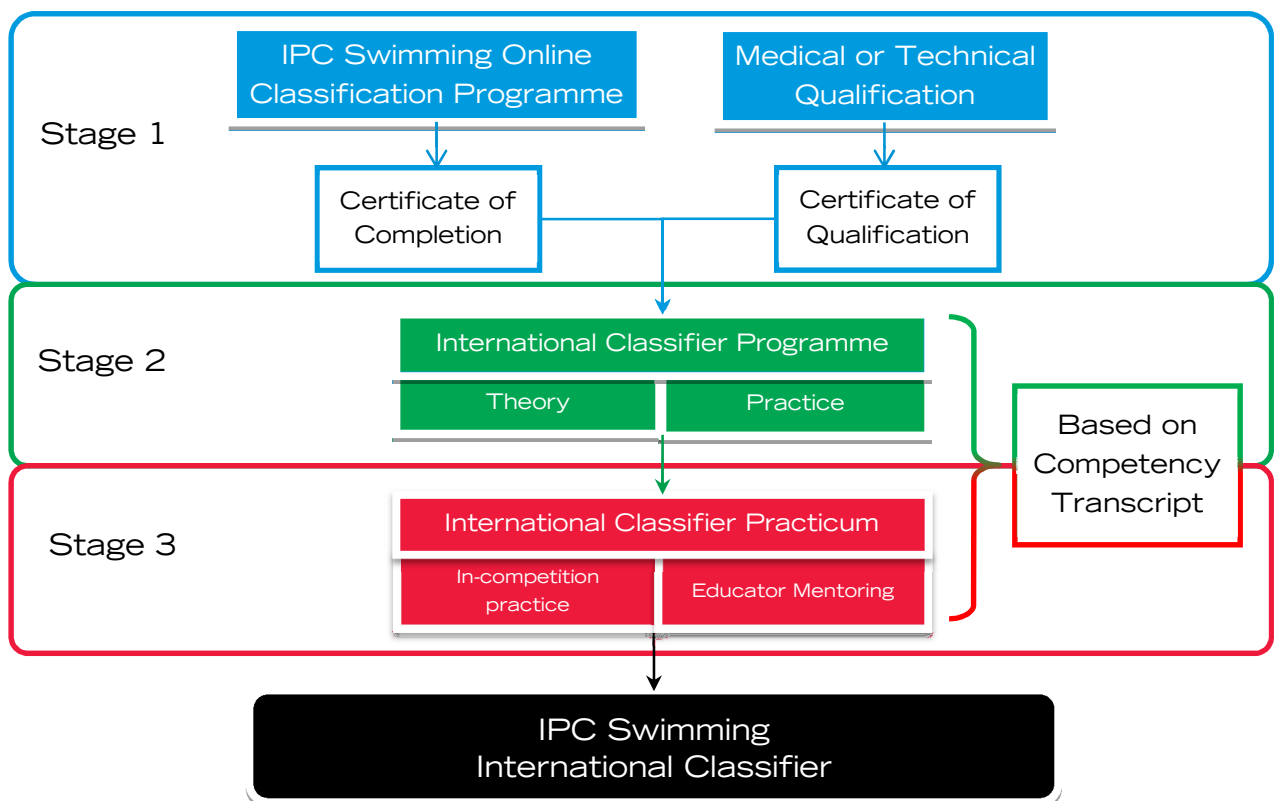 Stage 1
IPC Swimming Online
Classification Programme
Medical or Technical
Qualification
Certificate of
Completion
Certificate of
Qualification
Stage 2
International Classifier Programme
Theory
Practice
Based on
Competency
Transcript
Stage 3
International Classifier Practicum
In-competition
practice
Educator Mentoring
IPC Swimming
International Classifier